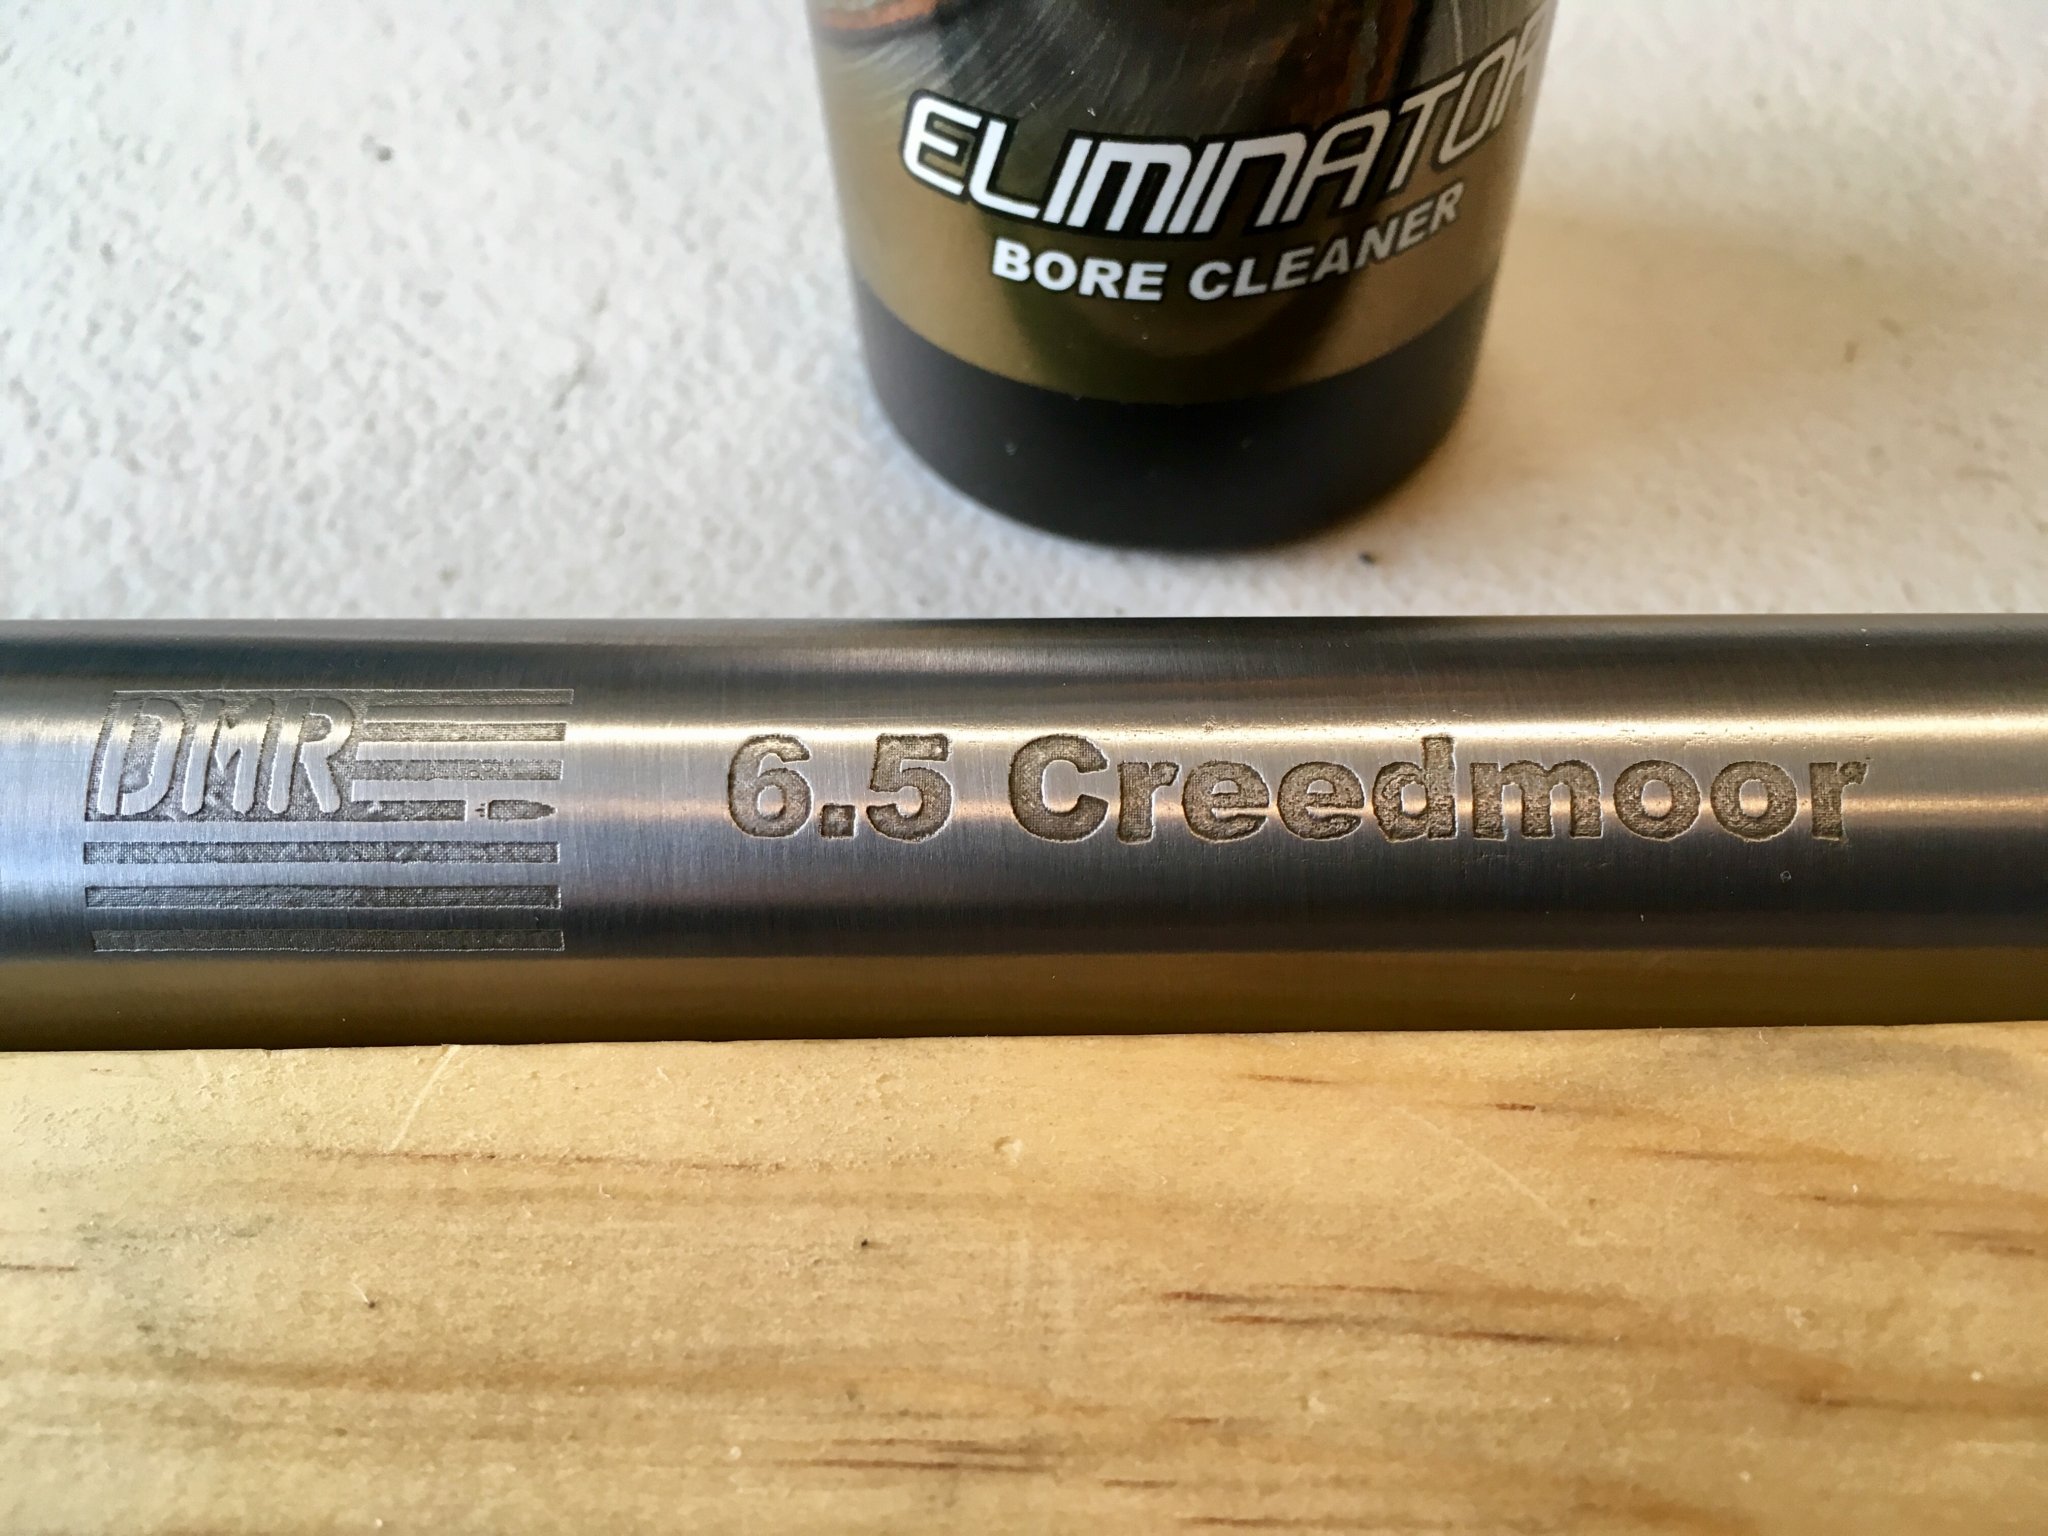 ELIMINATOR
BORE CLEANER
DMR
6.5 Creedmoor